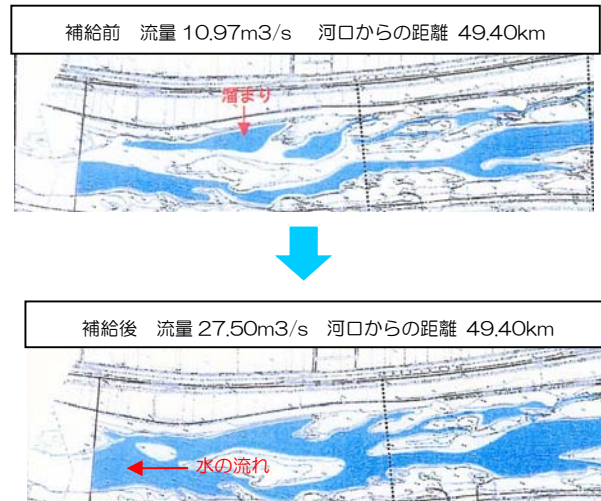 補給前　流量 10.97m3/s　河口からの距離 49.40km
溜まり
補給後　流量 27.50m3/s　河口からの距離 49.40km
水の流れ